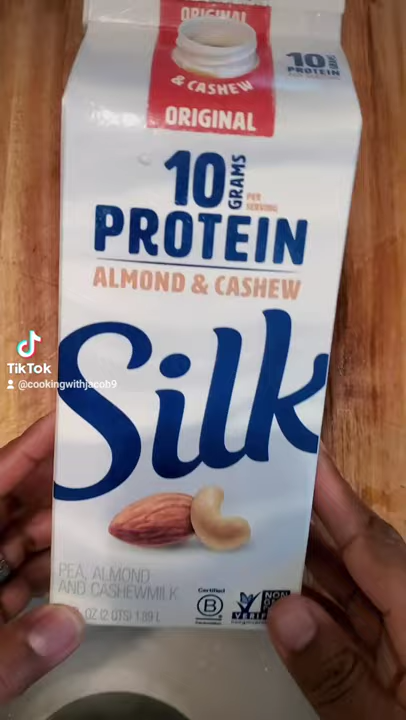 ORIGINAL
& CASHEW
ORIGINAL
10
PROTEIN
10 GRAMS
PER
SERVING
PROTEIN
ALMOND & CASHEW
Silk
TikTok
@cookingwithjacob9
PEA, ALMOND
AND CASHEWMILK
OZ (2 QTS) 1.89 L
Certified
B
NON